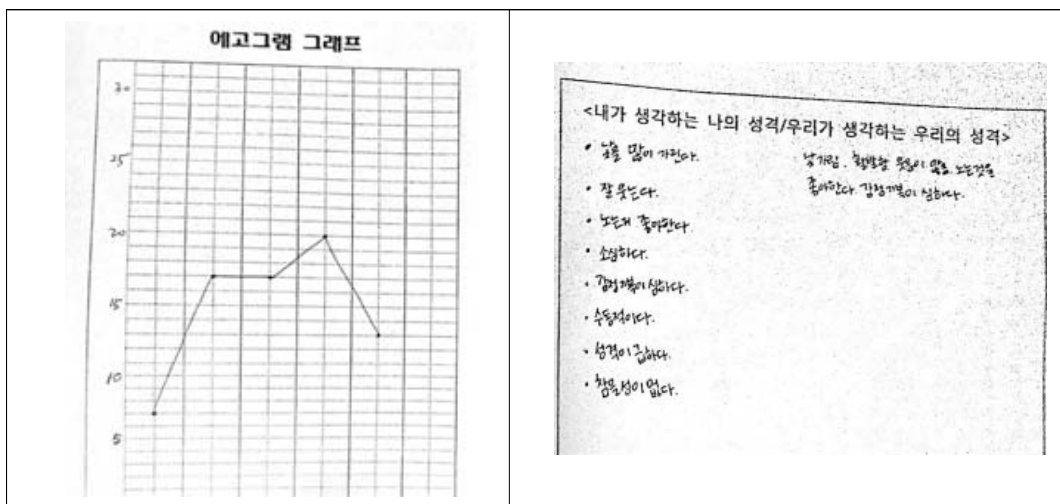 에고그램 그래프
30
25
20
15
10
5
<내가 생각하는 나의 성격/우리가 생각하는 우리의 성격>
• 낯을 많이 가린다.
• 잘 웃는다.
• 노는게 좋아한다.
• 소심하다.
• 감정기복이 심하다.
• 수동적이다.
• 성격이 급하다.
• 참을성이 없다.
낯가림. 활발함 웃음이 많음. 노는것을
좋아한다 감정기복이 심하다.